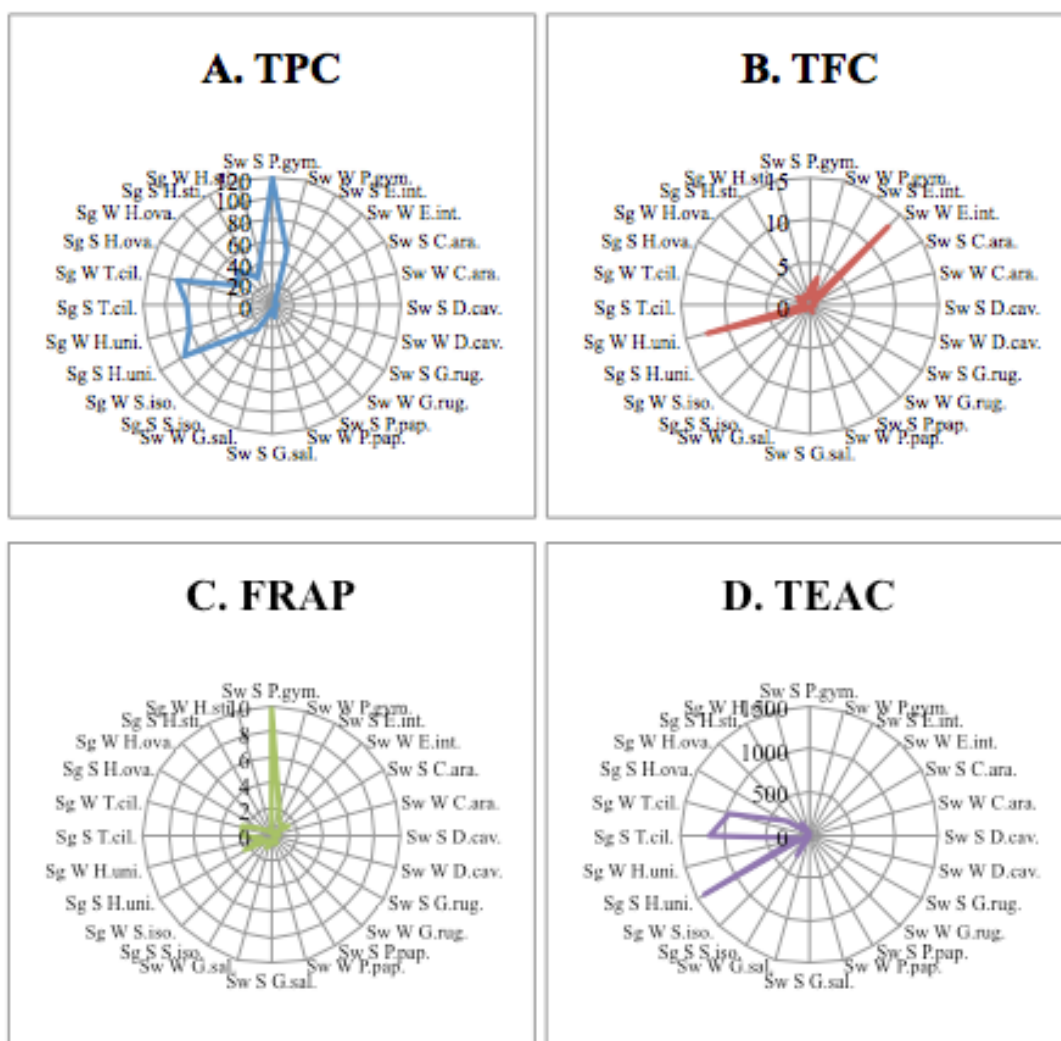 A. TPC
Sw S P.gym.
Sw W P.gym.
Sw S E.int.
Sw W E.int.
Sw S C.ara.
Sw W C.ara.
Sw S D.cav.
Sw W D.cav.
Sw S G.rug.
Sw W G.rug.
Sw S P.pap.
Sw W P.pap.
Sw S G.sal.
Sw W G.sal.
Sg S S.iso.
Sg W S.iso.
Sg S H.uni.
Sg W H.uni.
Sg S T.cil.
Sg W T.cil.
Sg S H.ova.
Sg W H.ova.
Sg S H.sti.
Sg W H.sti.
120
100
80
60
40
20
0
B. TFC
Sw S P.gym.
Sw W P.gym.
Sw S E.int.
Sw W E.int.
Sw S C.ara.
Sw W C.ara.
Sw S D.cav.
Sw W D.cav.
Sw S G.rug.
Sw W G.rug.
Sw S P.pap.
Sw W P.pap.
Sw S G.sal.
Sw W G.sal.
Sg S S.iso.
Sg W S.iso.
Sg S H.uni.
Sg W H.uni.
Sg S T.cil.
Sg W T.cil.
Sg S H.ova.
Sg W H.ova.
Sg S H.sti.
Sg W H.sti.
15
10
5
0
C. FRAP
Sw S P.gym.
Sw W P.gym.
Sw S E.int.
Sw W E.int.
Sw S C.ara.
Sw W C.ara.
Sw S D.cav.
Sw W D.cav.
Sw S G.rug.
Sw W G.rug.
Sw S P.pap.
Sw W P.pap.
Sw S G.sal.
Sw W G.sal.
Sg S S.iso.
Sg W S.iso.
Sg S H.uni.
Sg W H.uni.
Sg S T.cil.
Sg W T.cil.
Sg S H.ova.
Sg W H.ova.
Sg S H.sti.
Sg W H.sti.
10
8
6
4
2
0
D. TEAC
Sw S P.gym.
Sw W P.gym.
Sw S E.int.
Sw W E.int.
Sw S C.ara.
Sw W C.ara.
Sw S D.cav.
Sw W D.cav.
Sw S G.rug.
Sw W G.rug.
Sw S P.pap.
Sw W P.pap.
Sw S G.sal.
Sw W G.sal.
Sg S S.iso.
Sg W S.iso.
Sg S H.uni.
Sg W H.uni.
Sg S T.cil.
Sg W T.cil.
Sg S H.ova.
Sg W H.ova.
Sg S H.sti.
Sg W H.sti.
1500
1000
500
0